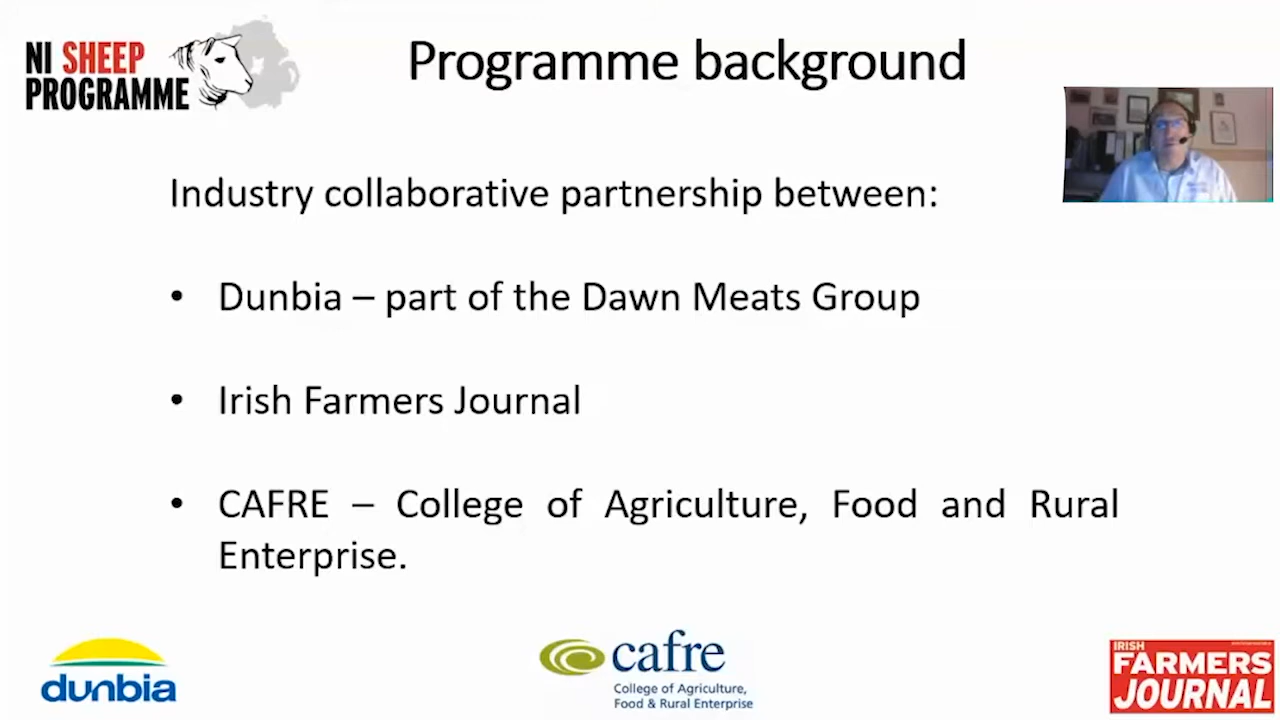 NI SHEEP
PROGRAMME
Programme background
Industry collaborative partnership between:
• Dunbia – part of the Dawn Meats Group
• Irish Farmers Journal
• CAFRE – College of Agriculture, Food and Rural
Enterprise.
dunbia
cafre
College of Agriculture,
Food & Rural Enterprise
IRISH
FARMERS
JOURNAL